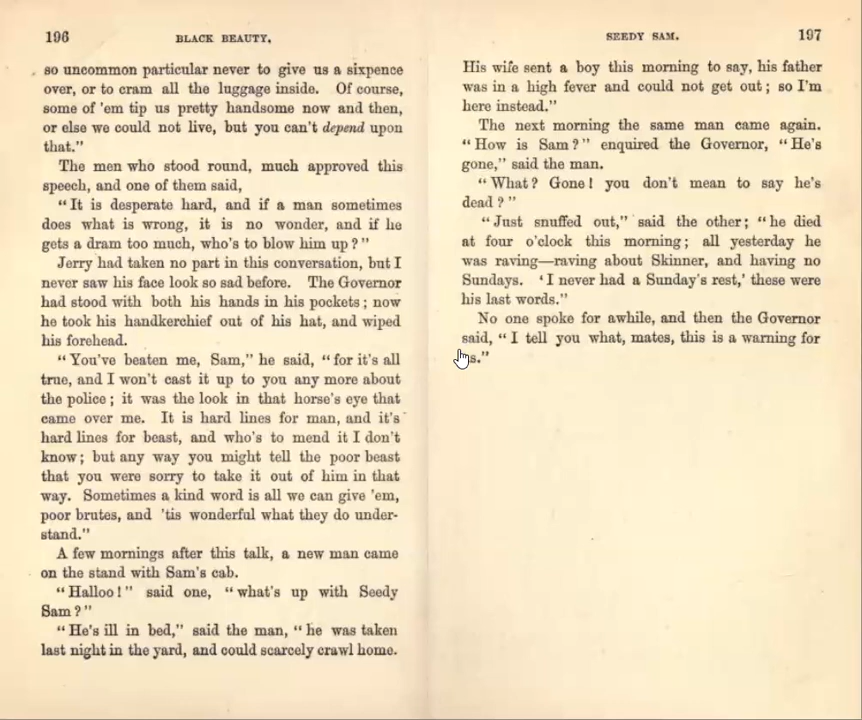 196
BLACK BEAUTY.
so uncommon particular never to give us a sixpence
over, or to cram all the luggage inside. Of course,
some of 'em tip us pretty handsome now and then,
or else we could not live, but you can't depend upon
that."
The men who stood round, much approved this
speech, and one of them said,
"It is desperate hard, and if a man sometimes
does what is wrong, it is no wonder, and if he
gets a dram too much, who's to blow him up?"
Jerry had taken no part in this conversation, but I
never saw his face look so sad before. The Governor
had stood with both his hands in his pockets; now
he took his handkerchief out of his hat, and wiped
his forehead.
"You've beaten me, Sam," he said, "for it's all
true, and I won't cast it up to you any more about
the police; it was the look in that horse's eye that
came over me. It is hard lines for man, and it's
hard lines for beast, and who's to mend it I don't
know; but any way you might tell the poor beast
that you were sorry to take it out of him in that
way. Sometimes a kind word is all we can give 'em,
poor brutes, and 'tis wonderful what they do under-
stand."
A few mornings after this talk, a new man came
on the stand with Sam's cab.
"Halloo!" said one, "what's up with Seedy
Sam?"
"He's ill in bed," said the man, "he was taken
last night in the yard, and could scarcely crawl home.
SEEDY SAM.
197
His wife sent a boy this morning to say, his father
was in a high fever and could not get out; so I'm
here instead."
The next morning the same man came again.
"How is Sam?" enquired the Governor, "He's
gone," said the man.
"What? Gone! you don't mean to say he's
dead?"
"Just snuffed out," said the other; "he died
at four o'clock this morning; all yesterday he
was raving—raving about Skinner, and having no
Sundays. 'I never had a Sunday's rest,' these were
his last words."
No one spoke for awhile, and then the Governor
said, "I tell you what, mates, this is a warning for
us."